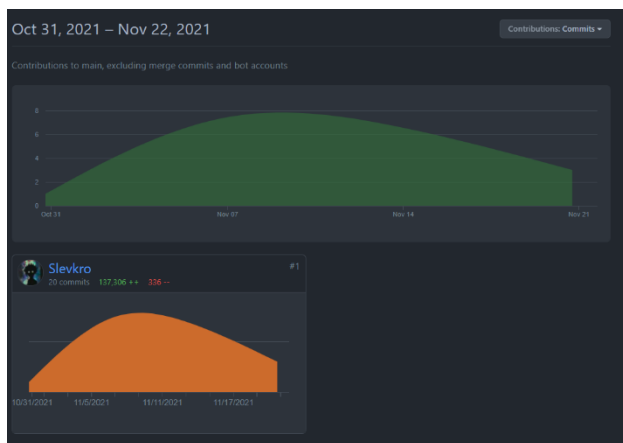 Oct 31, 2021 – Nov 22, 2021
Contributions: Commits
Contributions to main, excluding merge commits and bot accounts
8
6
4
2
0
Oct 31 Nov 07 Nov 14 Nov 21
Slevkro #1
20 commits 137,306 ++ 336 --
10/31/2021 11/5/2021 11/11/2021 11/17/2021